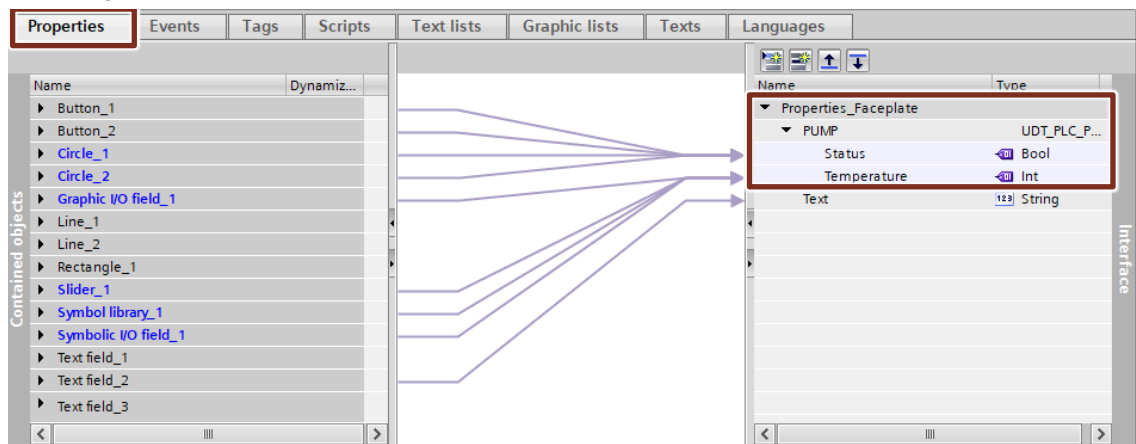 Properties Events Tags Scripts Text lists Graphic lists Texts Languages
Name Dynamiz... Name Type
Button_1 Properties_Faceplate
Button_2 PUMP UDT_PLC_P...
Circle_1 Status Bool
Circle_2 Temperature Int
Graphic I/O field_1 Text 123 String
Line_1
Line_2
Rectangle_1
Slider_1
Symbol library_1
Symbolic I/O field_1
Text field_1
Text field_2
Text field_3
Contained objects
Interface